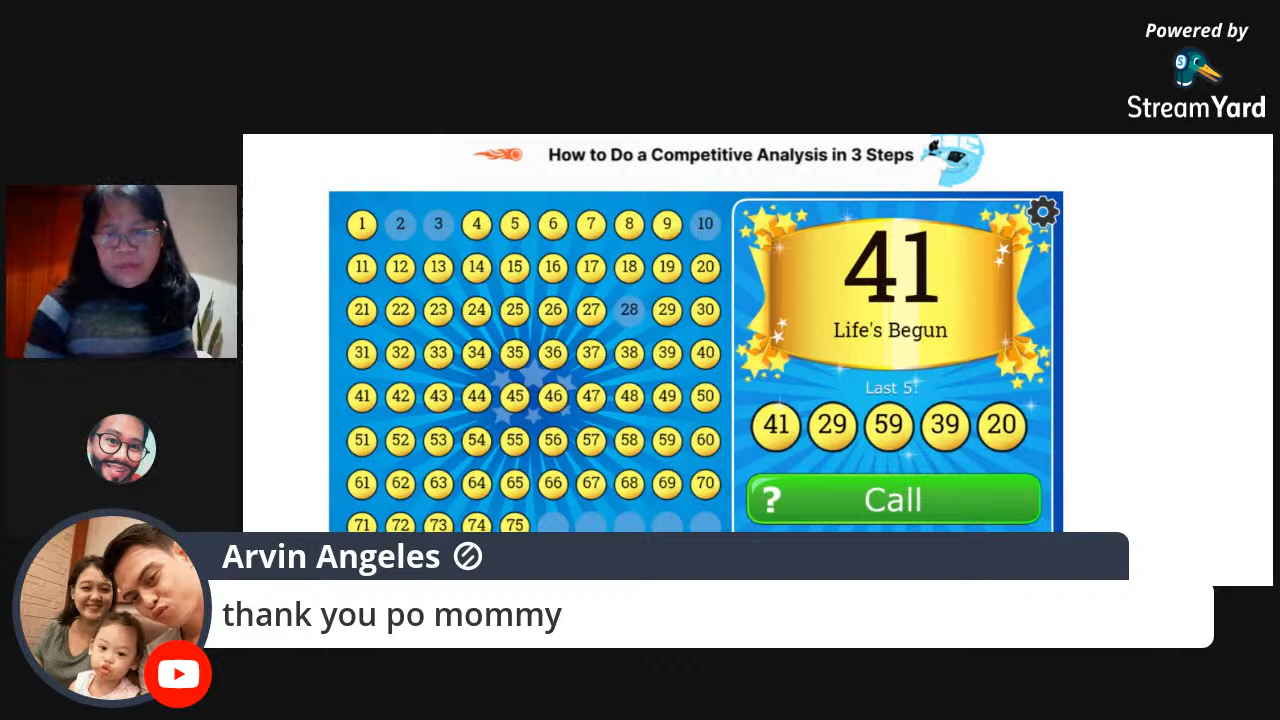 Powered by
StreamYard
How to Do a Competitive Analysis in 3 Steps
1 2 3 4 5 6 7 8 9 10
11 12 13 14 15 16 17 18 19 20
21 22 23 24 25 26 27 28 29 30
31 32 33 34 35 36 37 38 39 40
41 42 43 44 45 46 47 48 49 50
51 52 53 54 55 56 57 58 59 60
61 62 63 64 65 66 67 68 69 70
71 72 73 74 75
41
Life's Begun
Last 5!
41 29 59 39 20
? Call
Arvin Angeles
thank you po mommy